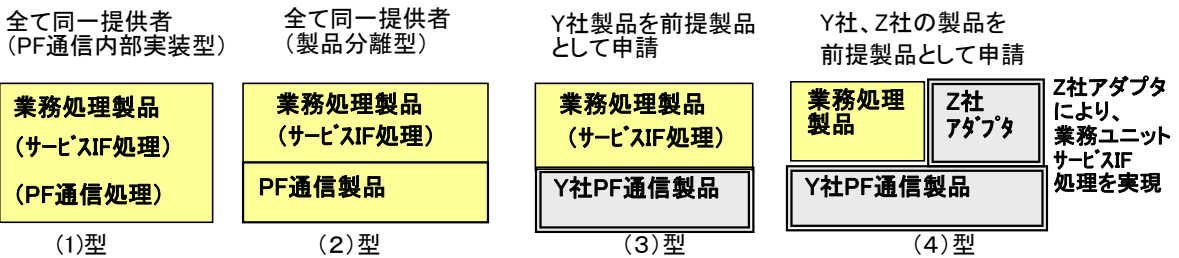 全て同一提供者
(PF通信内部実装型)
業務処理製品
(サービスIF処理)
(PF通信処理)
(1)型
全て同一提供者
(製品分離型)
業務処理製品
(サービスIF処理)
PF通信製品
(2)型
Y社製品を前提製品
として申請
業務処理製品
(サービスIF処理)
Y社PF通信製品
(3)型
Y社、Z社の製品を
前提製品として申請
業務処理
製品
Z社
アダプタ
Y社PF通信製品
Z社アダプタ
により、
業務ユニット
サービスIF
処理を実現
(4)型